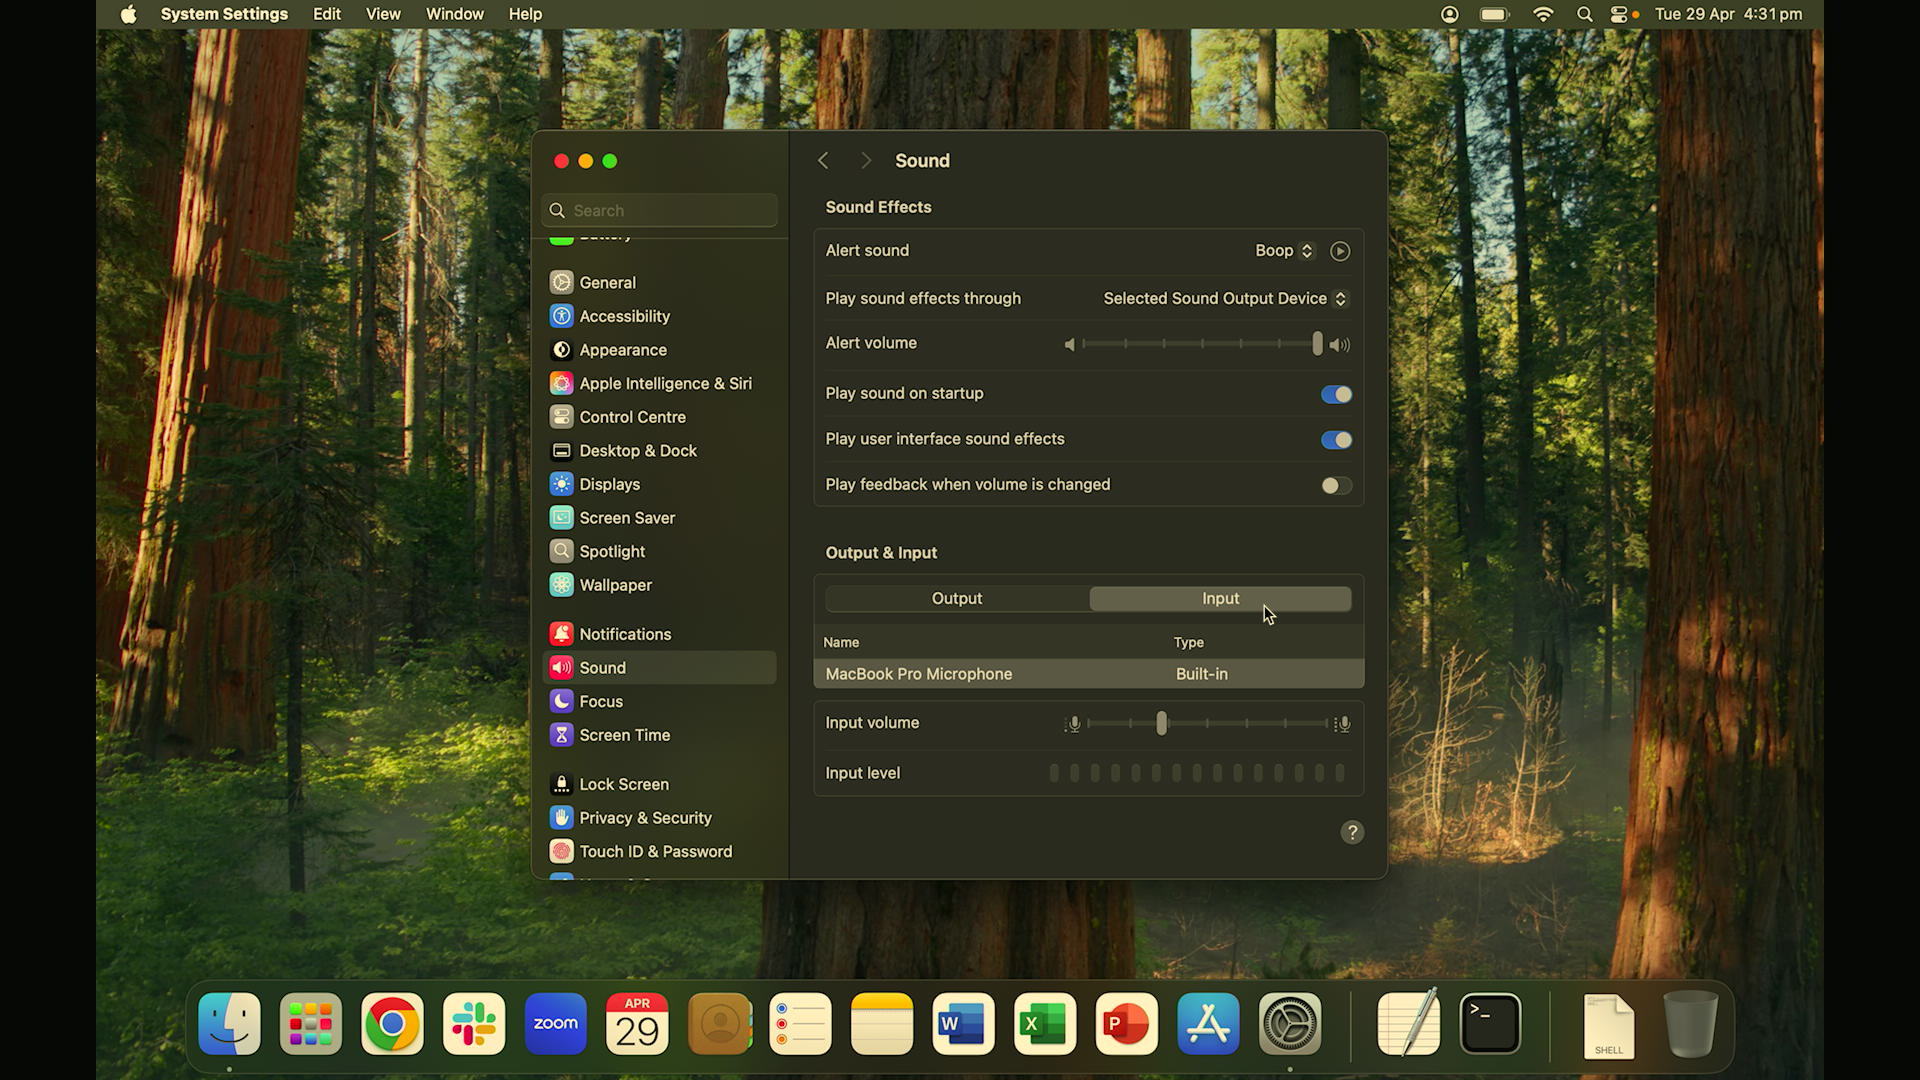 System Settings Edit View Window Help Tue 29 Apr 4:31 pm
Sound
Search
Battery
General
Accessibility
Appearance
Apple Intelligence & Siri
Control Centre
Desktop & Dock
Displays
Screen Saver
Spotlight
Wallpaper
Notifications
Sound
Focus
Screen Time
Lock Screen
Privacy & Security
Touch ID & Password
Sound Effects
Alert sound Boop
Play sound effects through Selected Sound Output Device
Alert volume
Play sound on startup
Play user interface sound effects
Play feedback when volume is changed
Output & Input
Output Input
Name Type
MacBook Pro Microphone Built-in
Input volume
Input level
?
zoom
APR
29
W
X
P
>_
SHELL